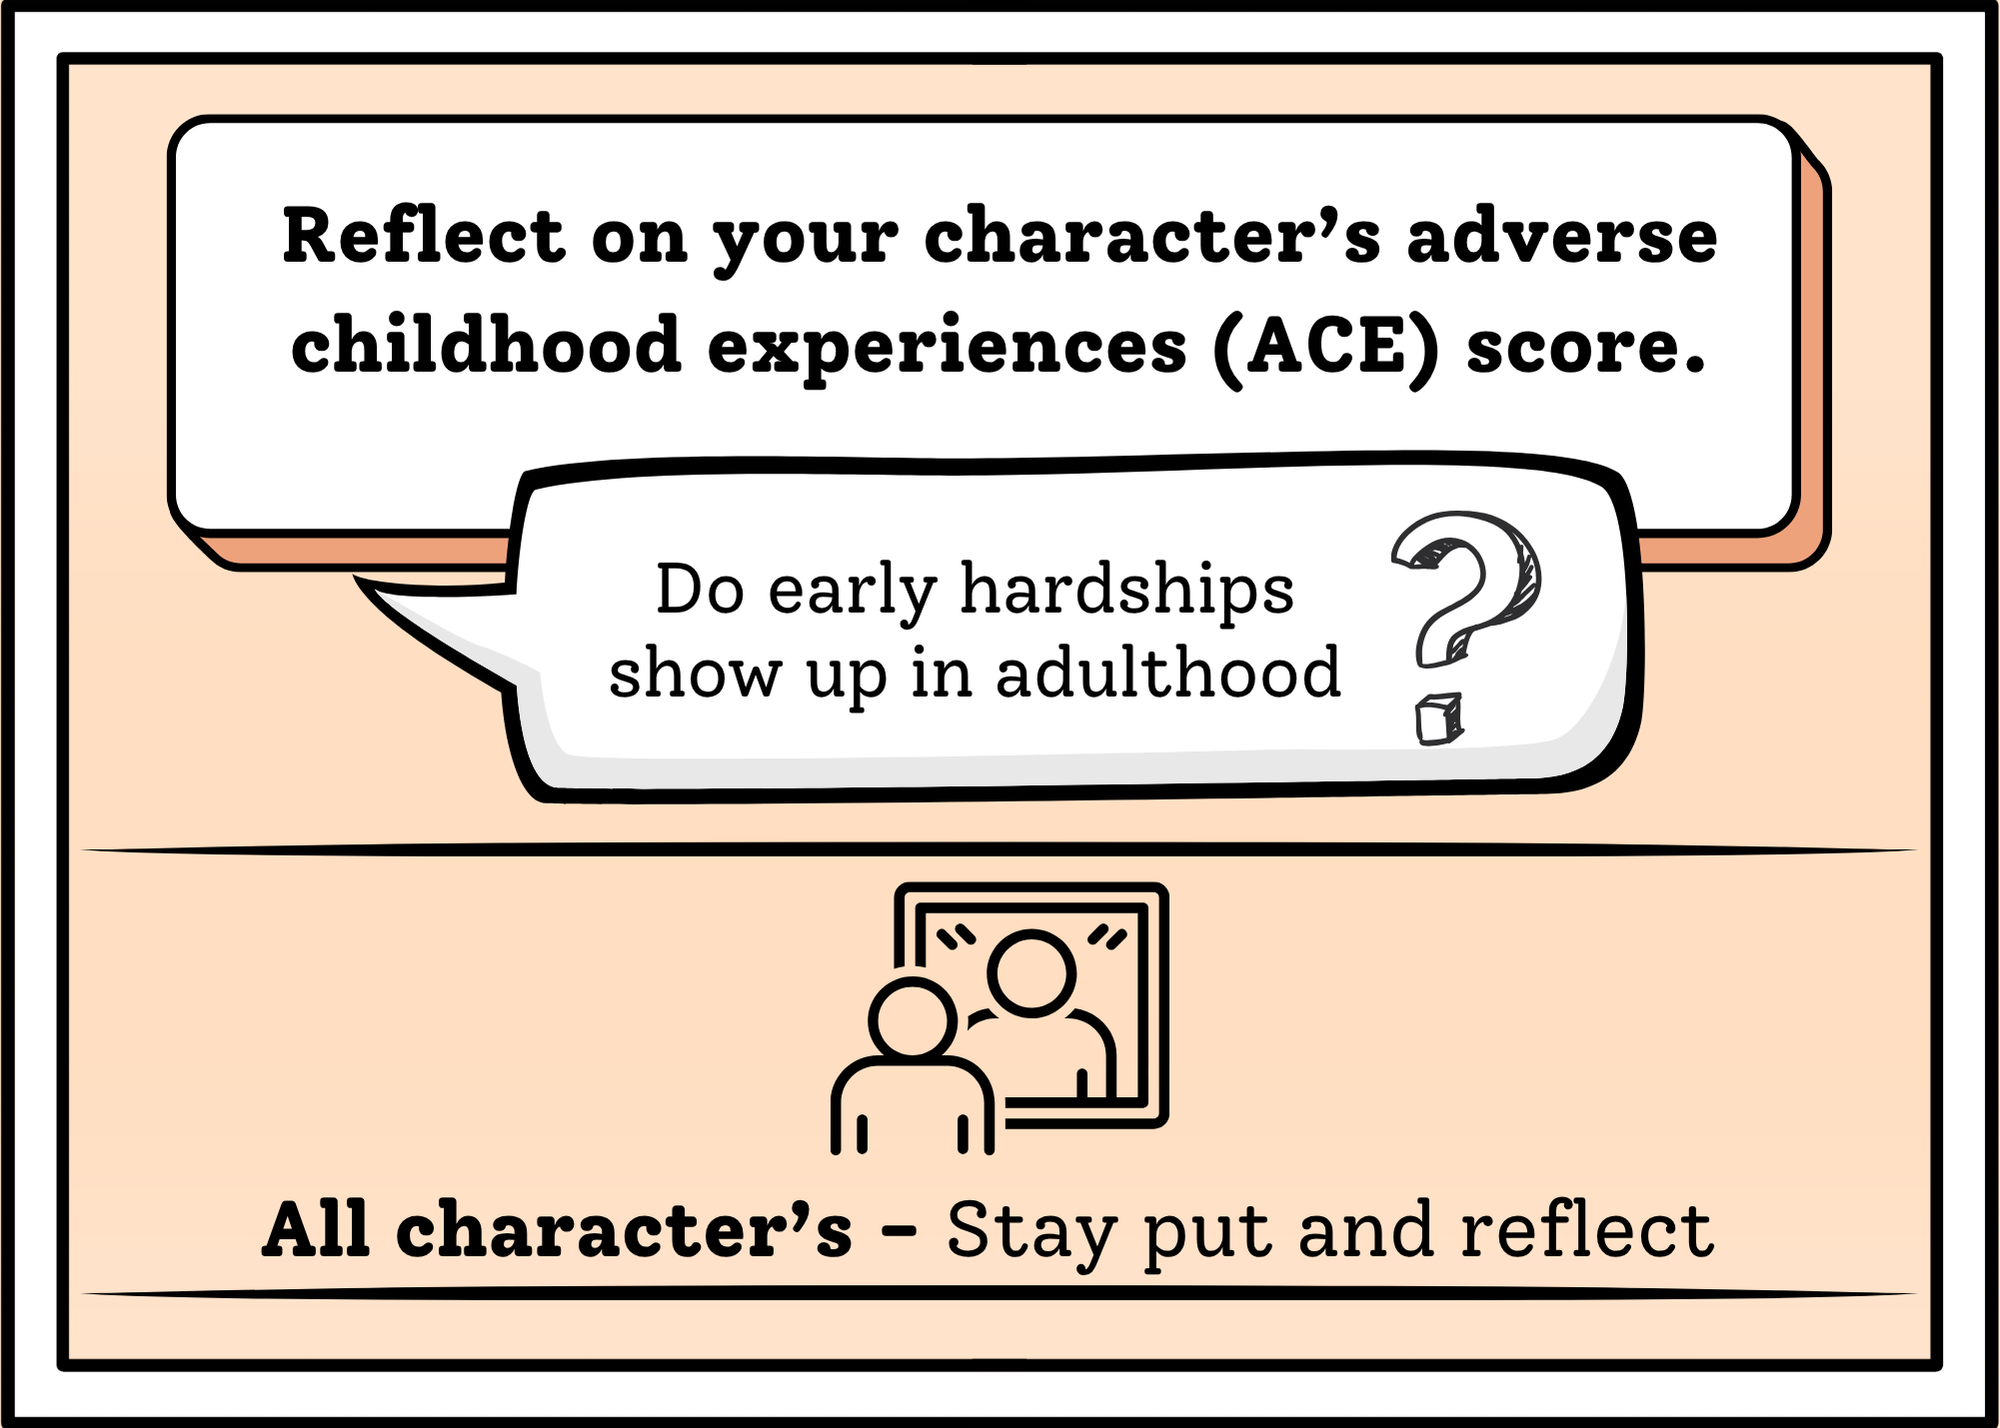 Reflect on your character’s adverse
childhood experiences (ACE) score.
Do early hardships
show up in adulthood ?
All character’s – Stay put and reflect